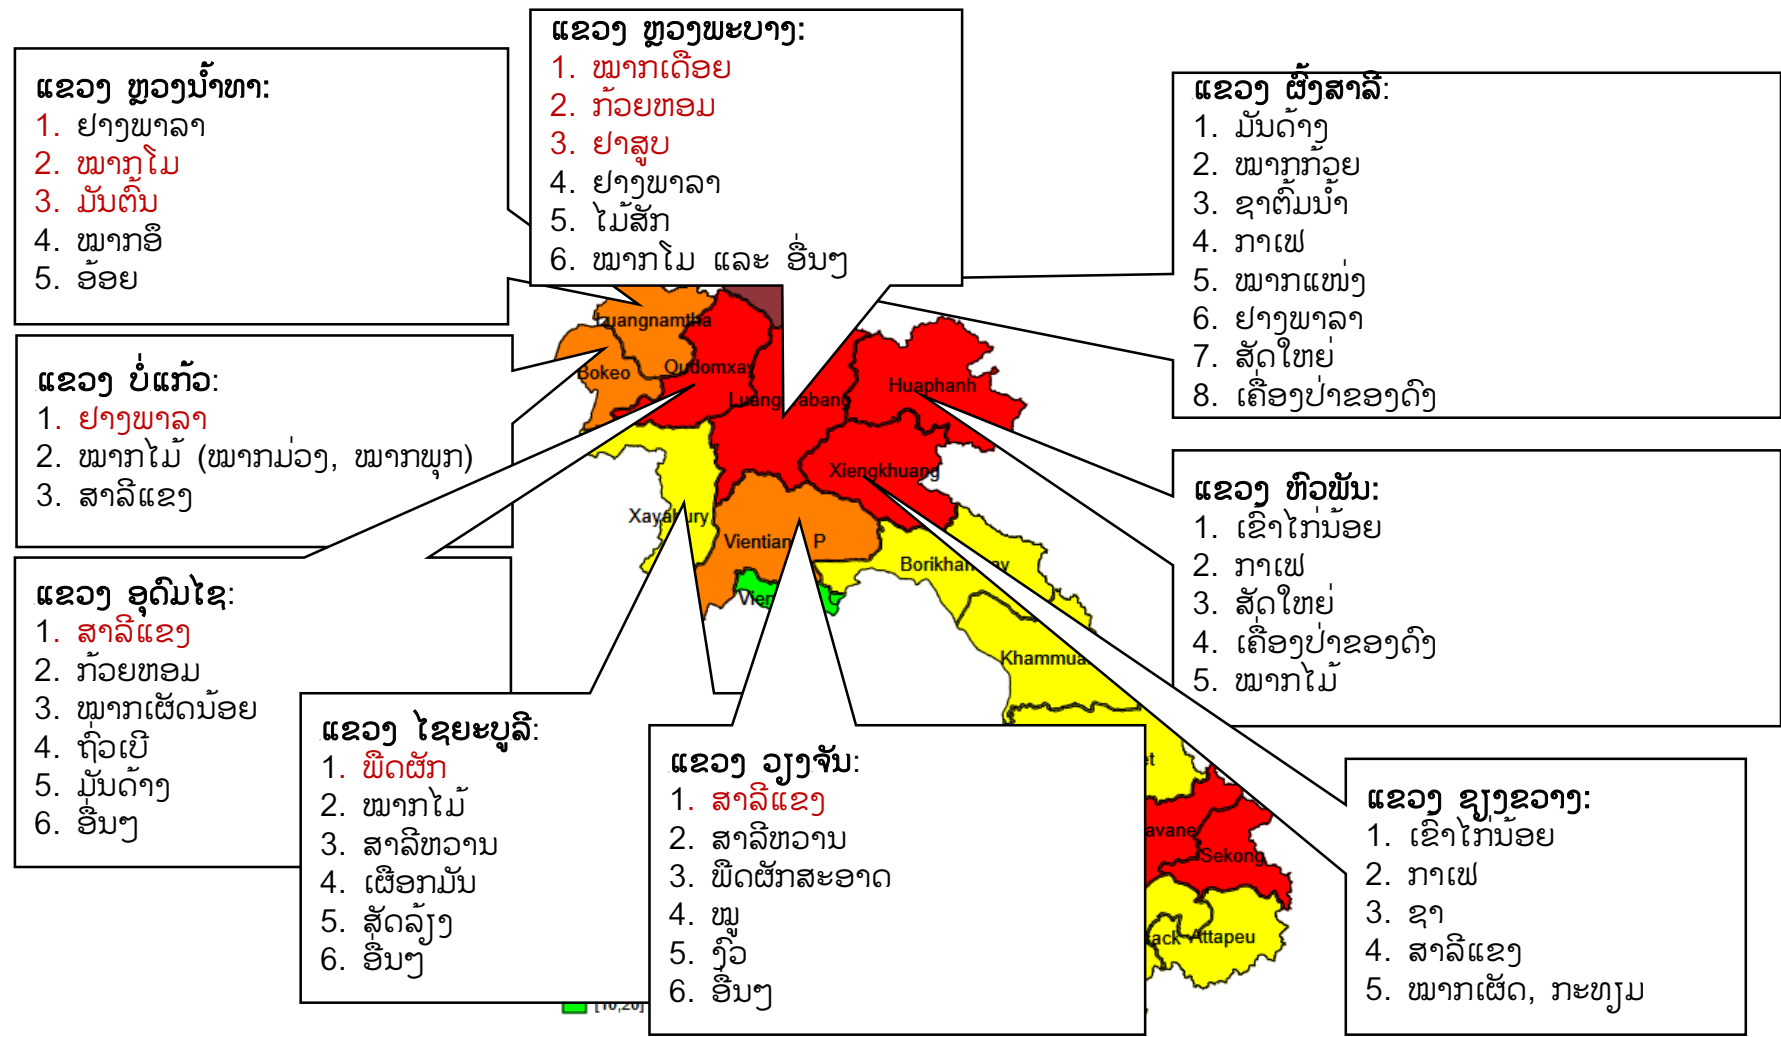 ແຂວງ ຫຼວງພະບາງ:
1. ໝາກເດືອຍ
2. ກ້ວຍຫອມ
3. ຢາສູບ
4. ຢາງພາລາ
5. ໄມ້ສັກ
6. ໝາກໂມ ແລະ ອື່ນໆ
ແຂວງ ຫຼວງນ້ຳທາ:
1. ຢາງພາລາ
2. ໝາກໂມ
3. ມັນຕົ້ນ
4. ໝາກອຶ
5. ອ້ອຍ
ແຂວງ ຜົ້ງສາລີ:
1. ມັນດ້າງ
2. ໝາກກ້ວຍ
3. ຊາຕົ້ມນ້ຳ
4. ກາເຟ
5. ໝາກແໜ່ງ
6. ຢາງພາລາ
7. ສັດໃຫຍ່
8. ເຄື່ອງປ່າຂອງດົງ
ແຂວງ ບໍ່ແກ້ວ:
1. ຢາງພາລາ
2. ໝາກໄມ້ (ໝາກມ່ວງ, ໝາກພຸກ)
3. ສາລີແຂງ
ແຂວງ ຫົວພັນ:
1. ເຂົ້າໄກ່ນ້ອຍ
2. ກາເຟ
3. ສັດໃຫຍ່
4. ເຄື່ອງປ່າຂອງດົງ
5. ໝາກໄມ້
ແຂວງ ອຸດົມໄຊ:
1. ສາລີແຂງ
2. ກ້ວຍຫອມ
3. ໝາກເຜັດນ້ອຍ
4. ຖົ່ວເບີ
5. ມັນດ້າງ
6. ອື່ນໆ
ແຂວງ ໄຊຍະບູລີ:
1. ພືດຜັກ
2. ໝາກໄມ້
3. ສາລີຫວານ
4. ເຜືອກມັນ
5. ສັດລ້ຽງ
6. ອື່ນໆ
ແຂວງ ວຽງຈັນ:
1. ສາລີແຂງ
2. ສາລີຫວານ
3. ພືດຜັກສະອາດ
4. ໝູ
5. ງົວ
6. ອື່ນໆ
ແຂວງ ຊຽງຂວາງ:
1. ເຂົ້າໄກ່ນ້ອຍ
2. ກາເຟ
3. ຊາ
4. ສາລີແຂງ
5. ໝາກເຜັດ, ກະທຽມ
Luangnamtha
Bokeo
Oudomxay
Huaphanh
Xiengkhuang
Sekong
Attapeu